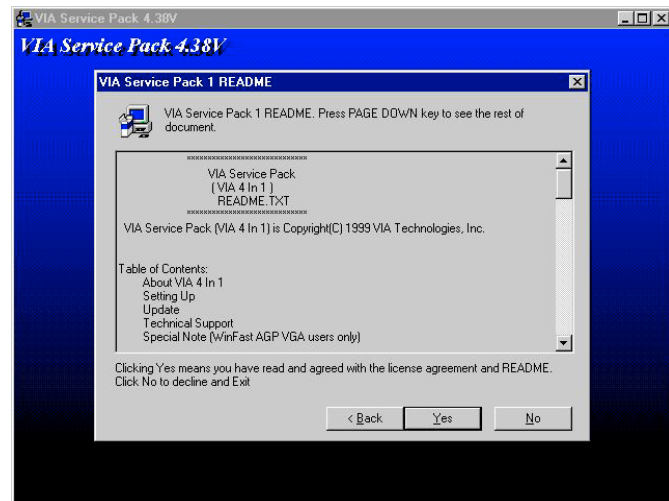 VIA Service Pack 4.38V
VIA Service Pack 4.38V
VIA Service Pack 1 README
VIA Service Pack 1 README. Press PAGE DOWN key to see the rest of
document.
××××××××××××××××××××××××××××
VIA Service Pack
( VIA 4 In 1 )
README.TXT
××××××××××××××××××××××××××××
VIA Service Pack (VIA 4 In 1) is Copyright(C) 1999 VIA Technologies, Inc.
Table of Contents:
About VIA 4 In 1
Setting Up
Update
Technical Support
Special Note (WinFast AGP VGA users only)
Clicking Yes means you have read and agreed with the license agreement and README.
Click No to decline and Exit
< Back Yes No